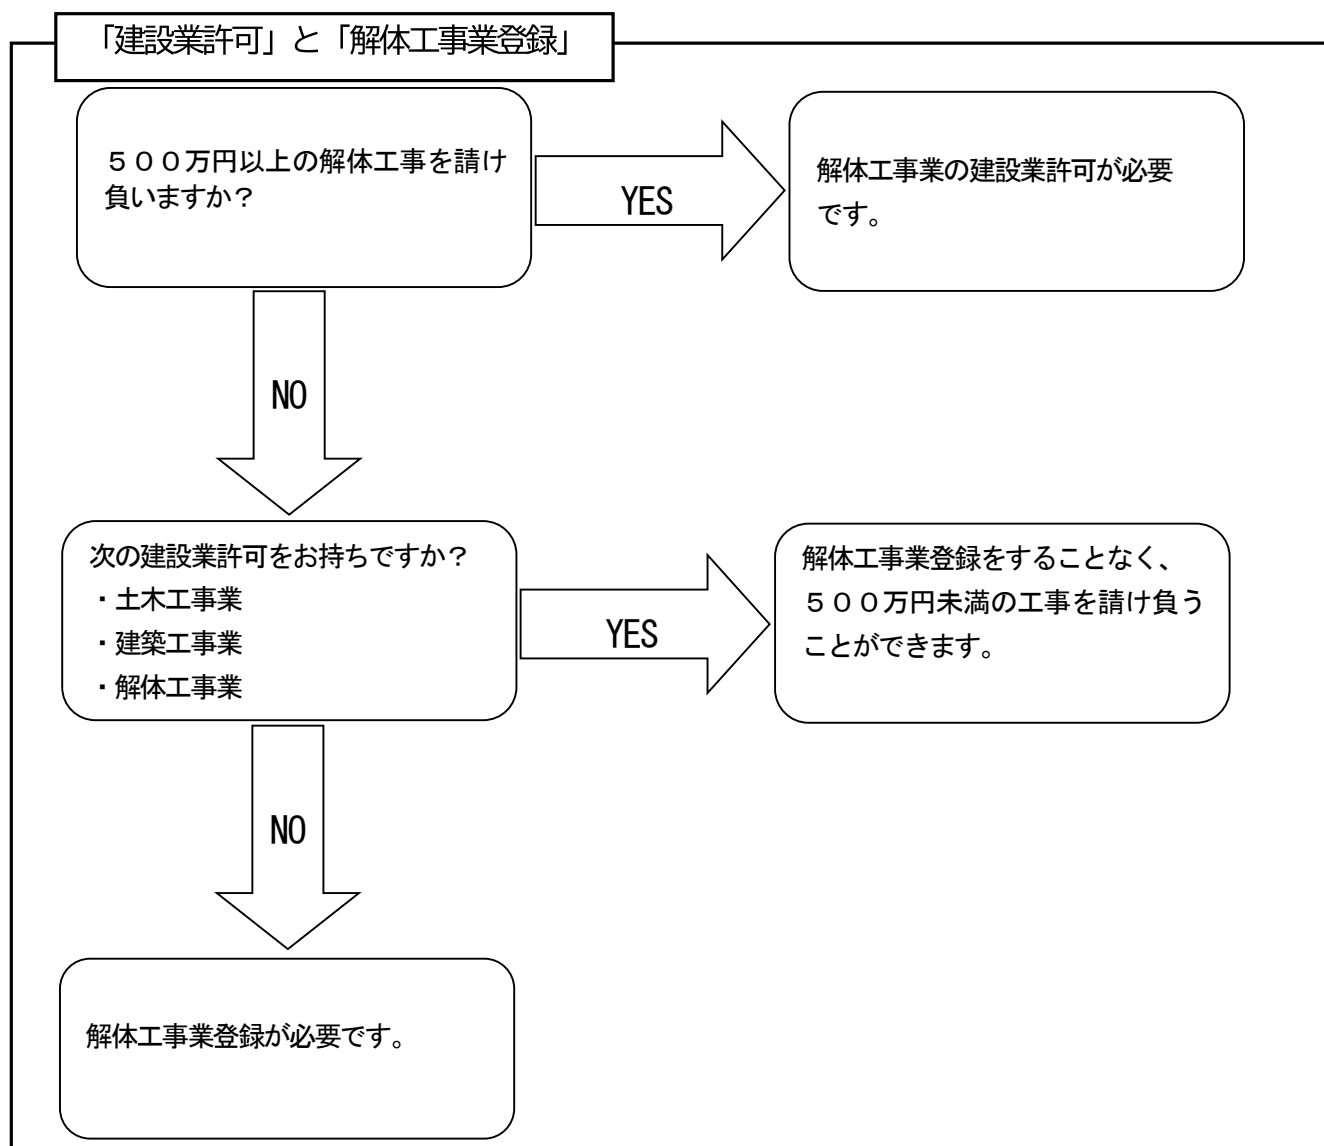 「建設業許可」と「解体工事業登録」
５００万円以上の解体工事を請け
負いますか？
YES
解体工事業の建設業許可が必要
です。
NO
次の建設業許可をお持ちですか？
・土木工事業
・建築工事業
・解体工事業
YES
解体工事業登録をすることなく、
５００万円未満の工事を請け負う
ことができます。
NO
解体工事業登録が必要です。